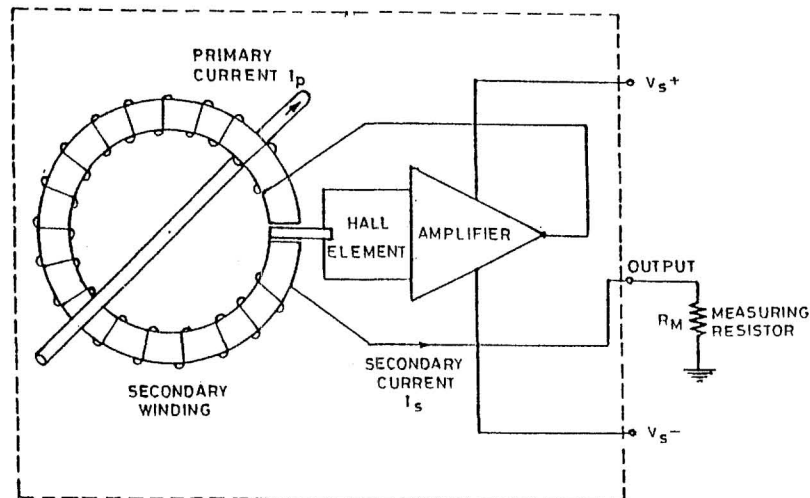 PRIMARY
CURRENT Ip
Vs+
HALL
ELEMENT
AMPLIFIER
OUTPUT
RM
MEASURING
RESISTOR
SECONDARY
WINDING
SECONDARY
CURRENT
Is
Vs-